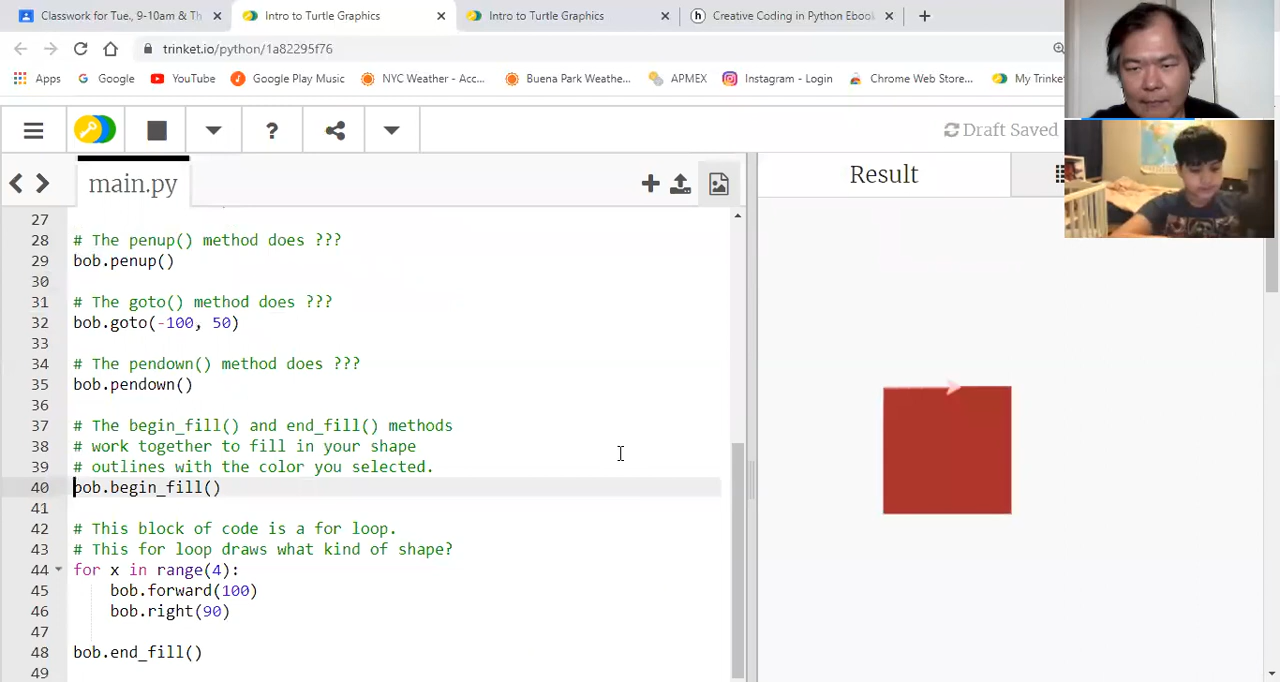 Classwork for Tue., 9-10am & Th
Intro to Turtle Graphics
Intro to Turtle Graphics
Creative Coding in Python Ebook
trinket.io/python/1a82295f76
Apps
Google
YouTube
Google Play Music
NYC Weather - Acc...
Buena Park Weathe...
APMEX
Instagram - Login
Chrome Web Store...
My Trinke
?
Draft Saved
main.py
Result
27
28 # The penup() method does ???
29 bob.penup()
30
31 # The goto() method does ???
32 bob.goto(-100, 50)
33
34 # The pendown() method does ???
35 bob.pendown()
36
37 # The begin_fill() and end_fill() methods
38 # work together to fill in your shape
39 # outlines with the color you selected.
40 bob.begin_fill()
41
42 # This block of code is a for loop.
43 # This for loop draws what kind of shape?
44 for x in range(4):
45 bob.forward(100)
46 bob.right(90)
47
48 bob.end_fill()
49